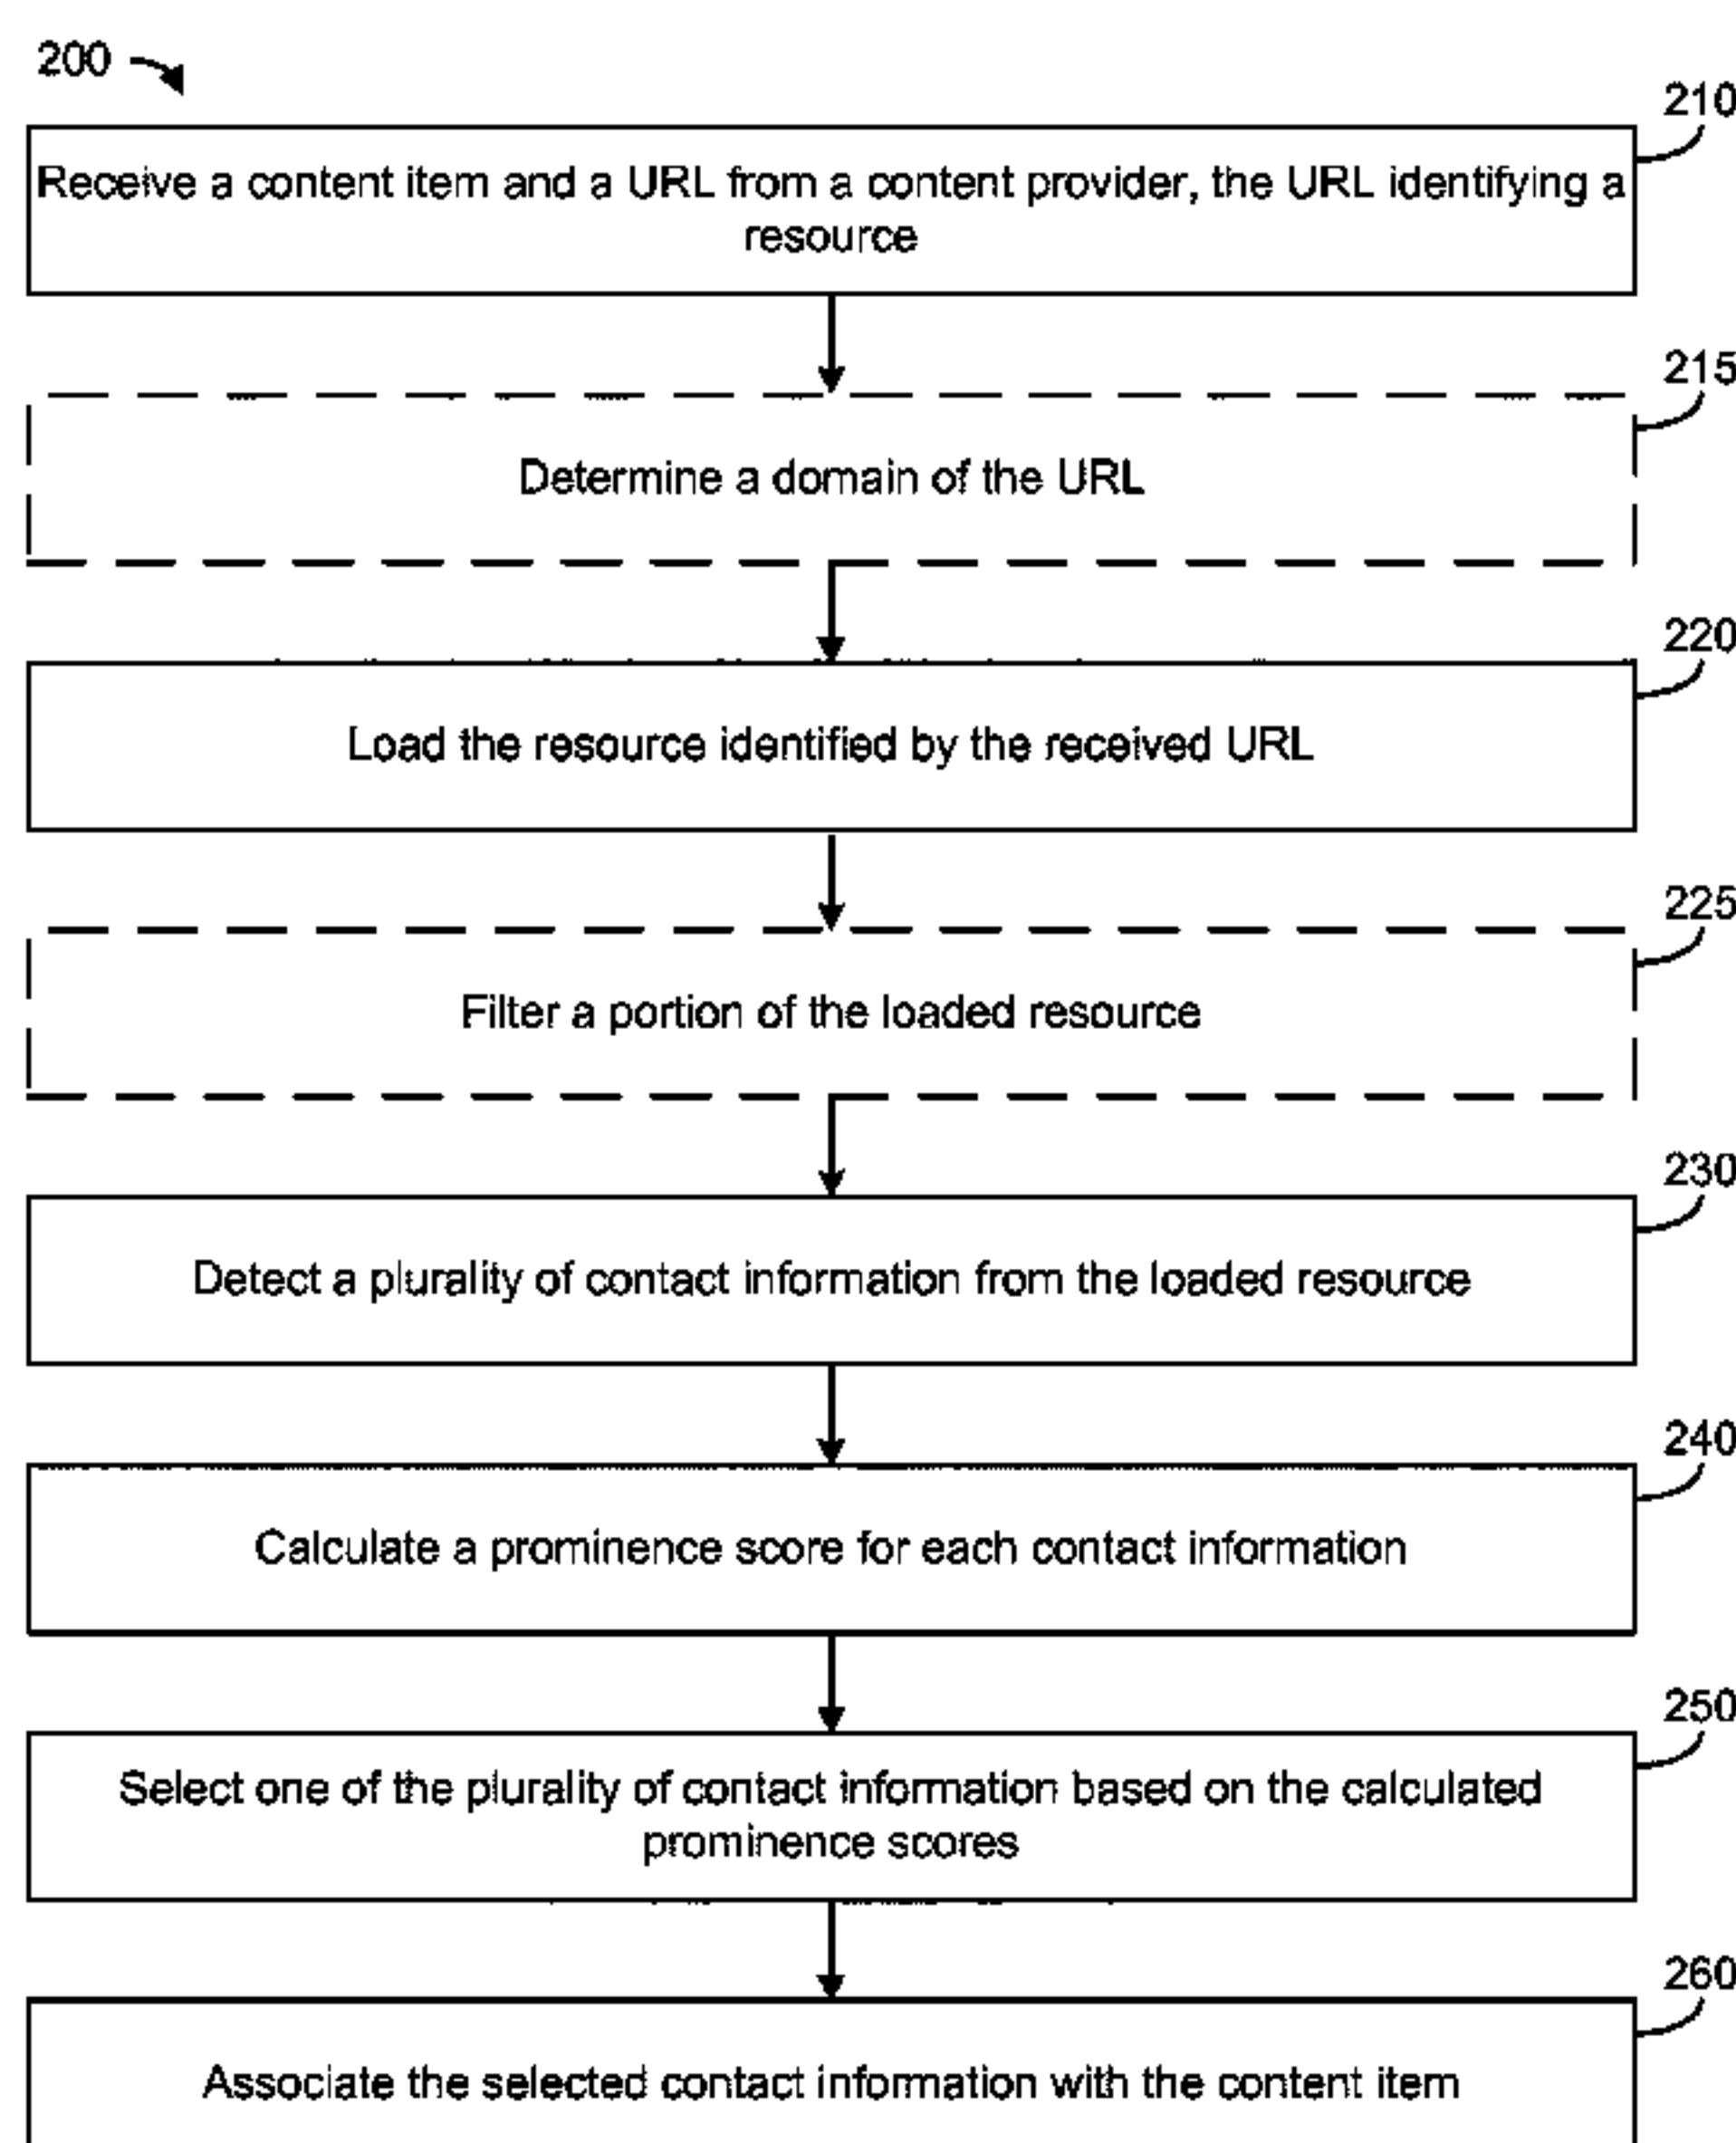 200
210
Receive a content item and a URL from a content provider, the URL identifying a
resource
215
Determine a domain of the URL
220
Load the resource identified by the received URL
225
Filter a portion of the loaded resource
230
Detect a plurality of contact information from the loaded resource
240
Calculate a prominence score for each contact information
250
Select one of the plurality of contact information based on the calculated
prominence scores
260
Associate the selected contact information with the content item